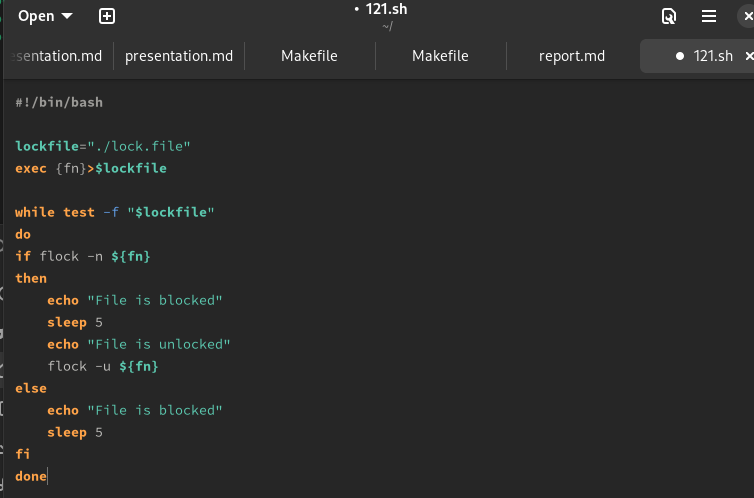 Open
• 121.sh
~/
sentation.md presentation.md Makefile Makefile report.md ● 121.sh
#!/bin/bash
lockfile="./lock.file"
exec {fn}>$lockfile
while test -f "$lockfile"
do
if flock -n ${fn}
then
    echo "File is blocked"
    sleep 5
    echo "File is unlocked"
    flock -u ${fn}
else
    echo "File is blocked"
    sleep 5
fi
done